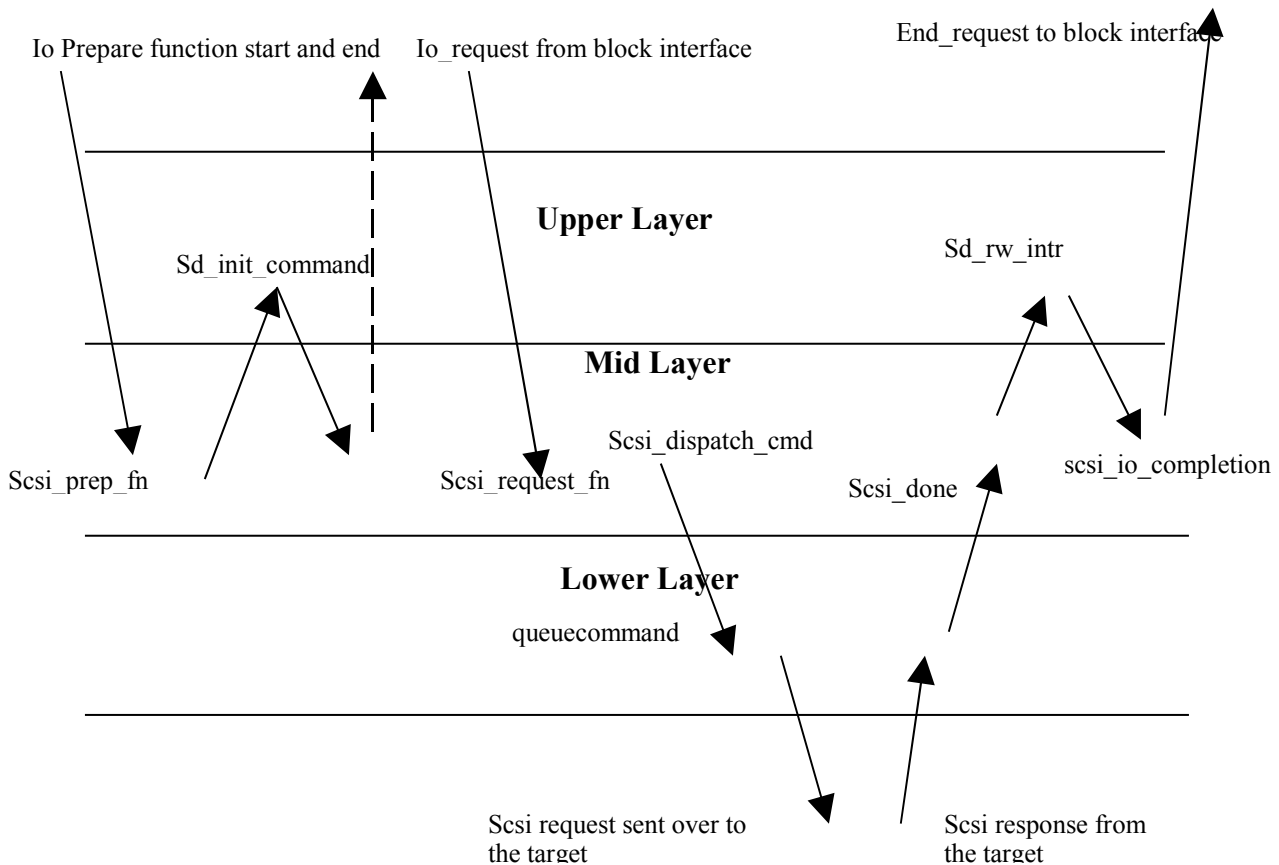 Io Prepare function start and end
Io_request from block interface
End_request to block interface
Upper Layer
Sd_init_command
Sd_rw_intr
Mid Layer
Scsi_prep_fn
Scsi_request_fn
Scsi_dispatch_cmd
Scsi_done
scsi_io_completion
Lower Layer
queuecommand
Scsi request sent over to
the target
Scsi response from
the target